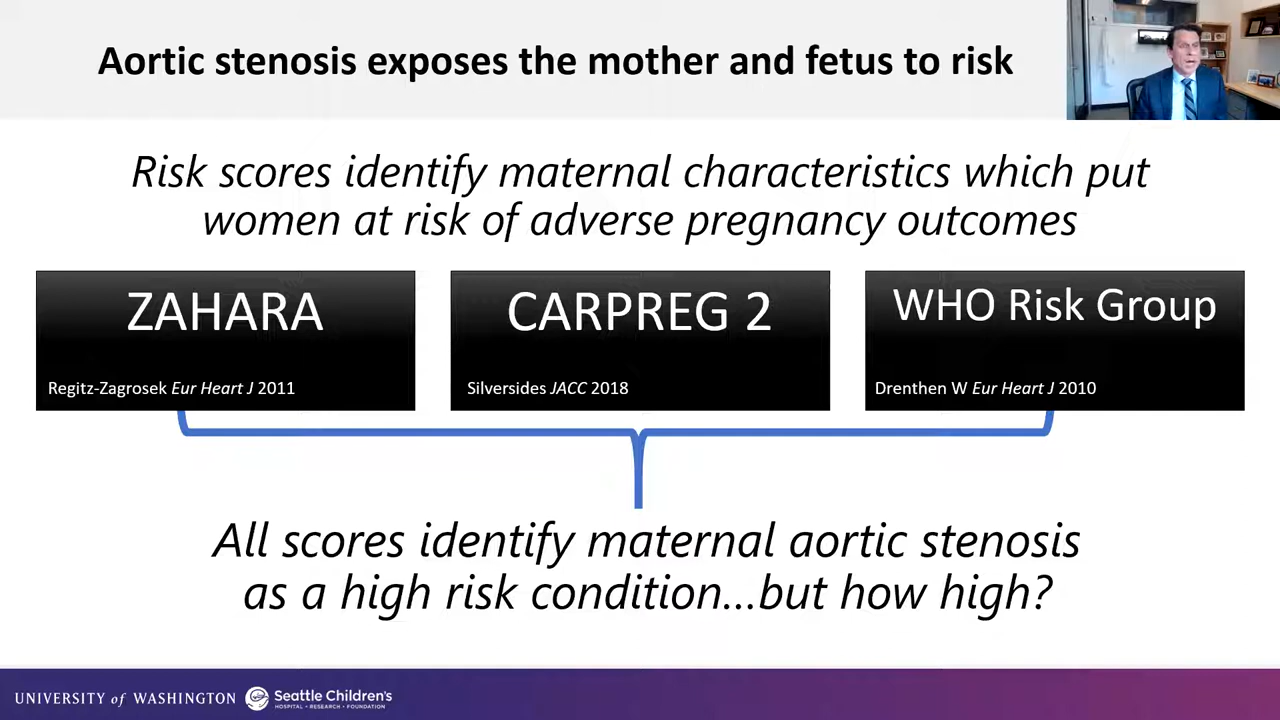 Aortic stenosis exposes the mother and fetus to risk
Risk scores identify maternal characteristics which put
women at risk of adverse pregnancy outcomes
ZAHARA
Regitz-Zagrosek Eur Heart J 2011
CARPREG 2
Silversides JACC 2018
WHO Risk Group
Drenthen W Eur Heart J 2010
All scores identify maternal aortic stenosis
as a high risk condition...but how high?
UNIVERSITY of WASHINGTON
Seattle Children's
HOSPITAL • RESEARCH • FOUNDATION